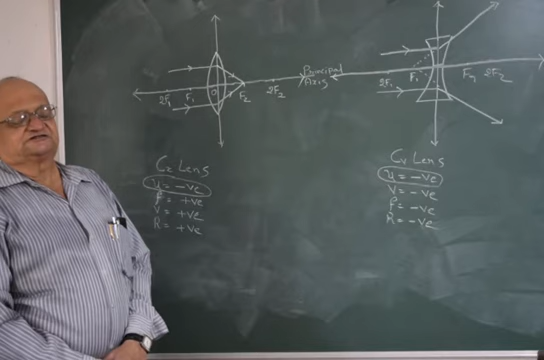 2F₁ F₁ O F₂ 2F₂
Principal
Axis
2F₁ F₁ F₂ 2F₂
Cx Lens
u = -ve
f = +ve
v = +ve
R = +ve
Cv Lens
u = -ve
v = -ve
f = -ve
R = -ve